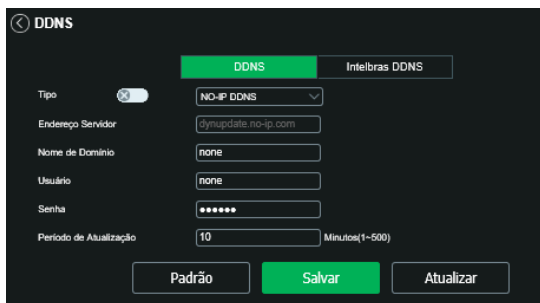 DDNS
DDNS Intelbras DDNS
Tipo NO-IP DDNS
Endereço Servidor dynupdate.no-ip.com
Nome de Domínio none
Usuário none
Senha ••••••
Período de Atualização 10 Minutos(1~500)
Padrão Salvar Atualizar